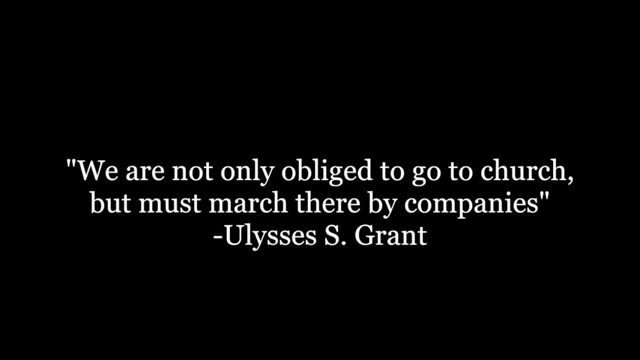 "We are not only obliged to go to church,
but must march there by companies"
-Ulysses S. Grant